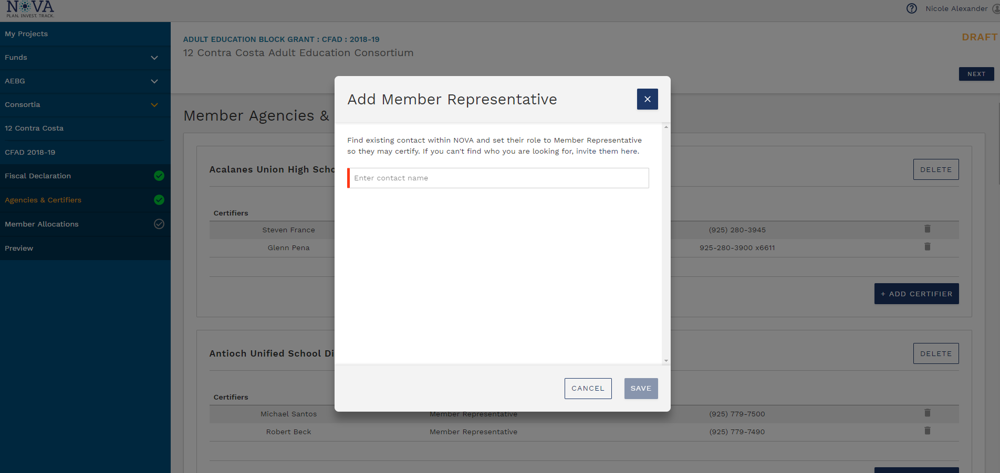 NOVA
PLAN. INVEST. TRACK.
Nicole Alexander
My Projects
Funds
AEBG
Consortia
12 Contra Costa
CFAD 2018-19
Fiscal Declaration
Agencies & Certifiers
Member Allocations
Preview
ADULT EDUCATION BLOCK GRANT : CFAD : 2018-19
12 Contra Costa Adult Education Consortium
DRAFT
NEXT
Member Agencies &
Add Member Representative
Find existing contact within NOVA and set their role to Member Representative
so they may certify. If you can't find who you are looking for, invite them here.
Enter contact name
CANCEL
SAVE
Acalanes Union High Scho
DELETE
Certifiers
Steven France
(925) 280-3945
Glenn Pena
925-280-3900 x6611
+ ADD CERTIFIER
Antioch Unified School Di
DELETE
Certifiers
Michael Santos
Member Representative
(925) 779-7500
Robert Beck
Member Representative
(925) 779-7490